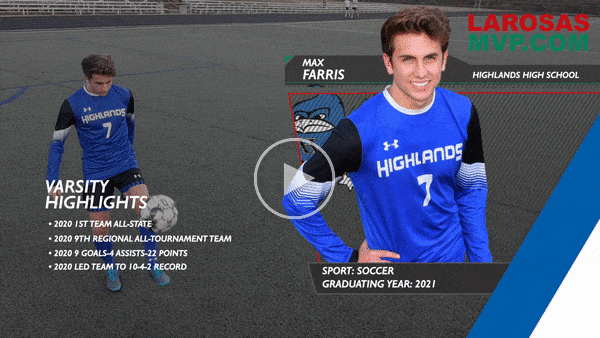 LAROSAS
MVP.COM
MAX
FARRIS
HIGHLANDS HIGH SCHOOL
HIGHLANDS
7
HIGHLANDS
7
VARSITY
HIGHLIGHTS
• 2020 1ST TEAM ALL-STATE
• 2020 9TH REGIONAL ALL-TOURNAMENT TEAM
• 2020 9 GOALS-4 ASSISTS-22 POINTS
• 2020 LED TEAM TO 10-4-2 RECORD
SPORT: SOCCER
GRADUATING YEAR: 2021